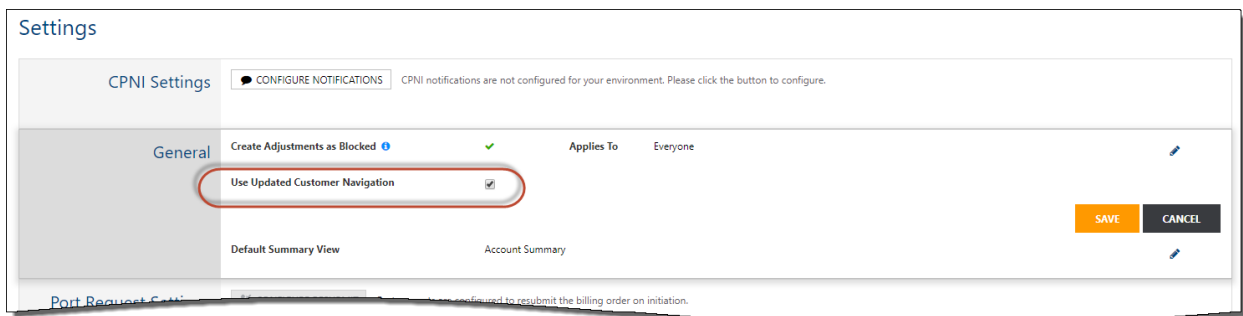 Settings
CPNI Settings
CONFIGURE NOTIFICATIONS
CPNI notifications are not configured for your environment. Please click the button to configure.
General
Create Adjustments as Blocked
Applies To
Everyone
Use Updated Customer Navigation
SAVE
CANCEL
Default Summary View
Account Summary
Port Request
configured to resubmit the billing order on initiation.